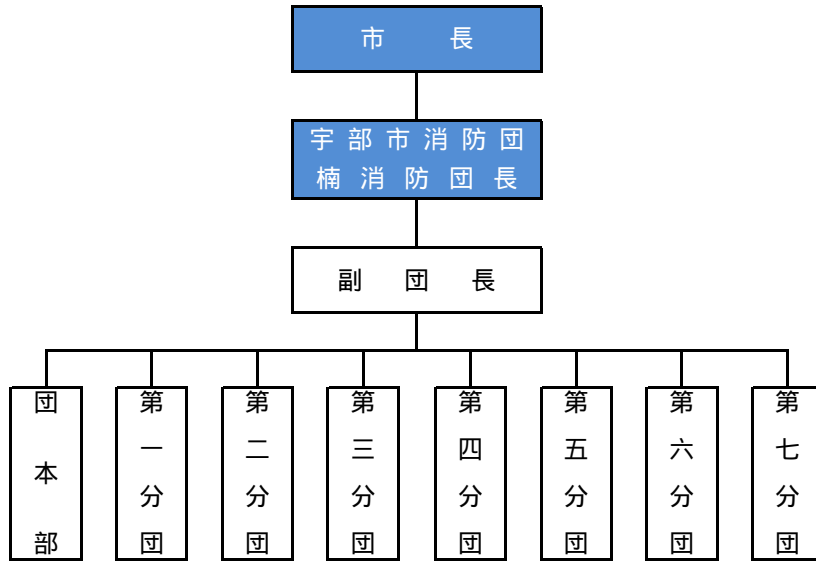 市長
宇部市消防団
楠消防団長
副団長
団本部
第一分団
第二分団
第三分団
第四分団
第五分団
第六分団
第七分団